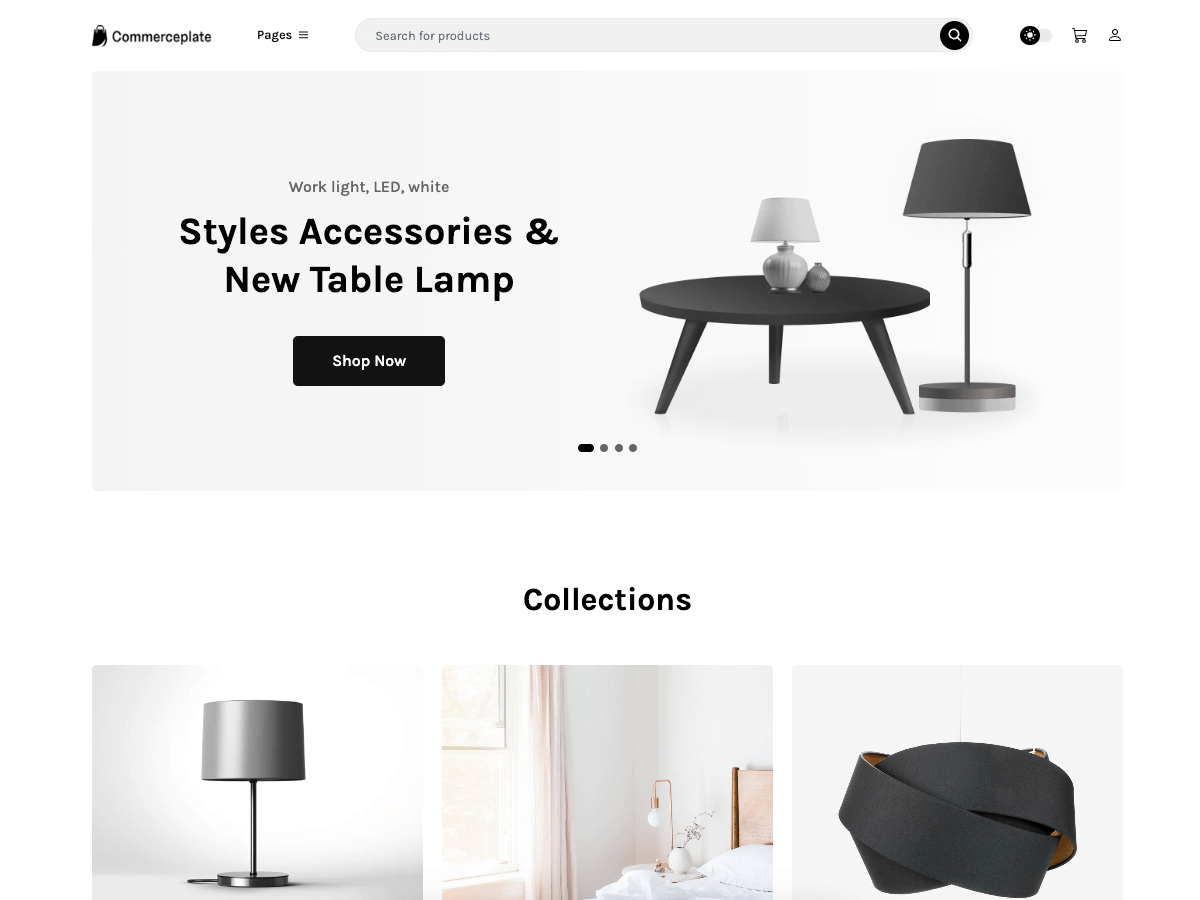 Commerceplate
Pages
Search for products
Work light, LED, white
Styles Accessories &
New Table Lamp
Shop Now
Collections